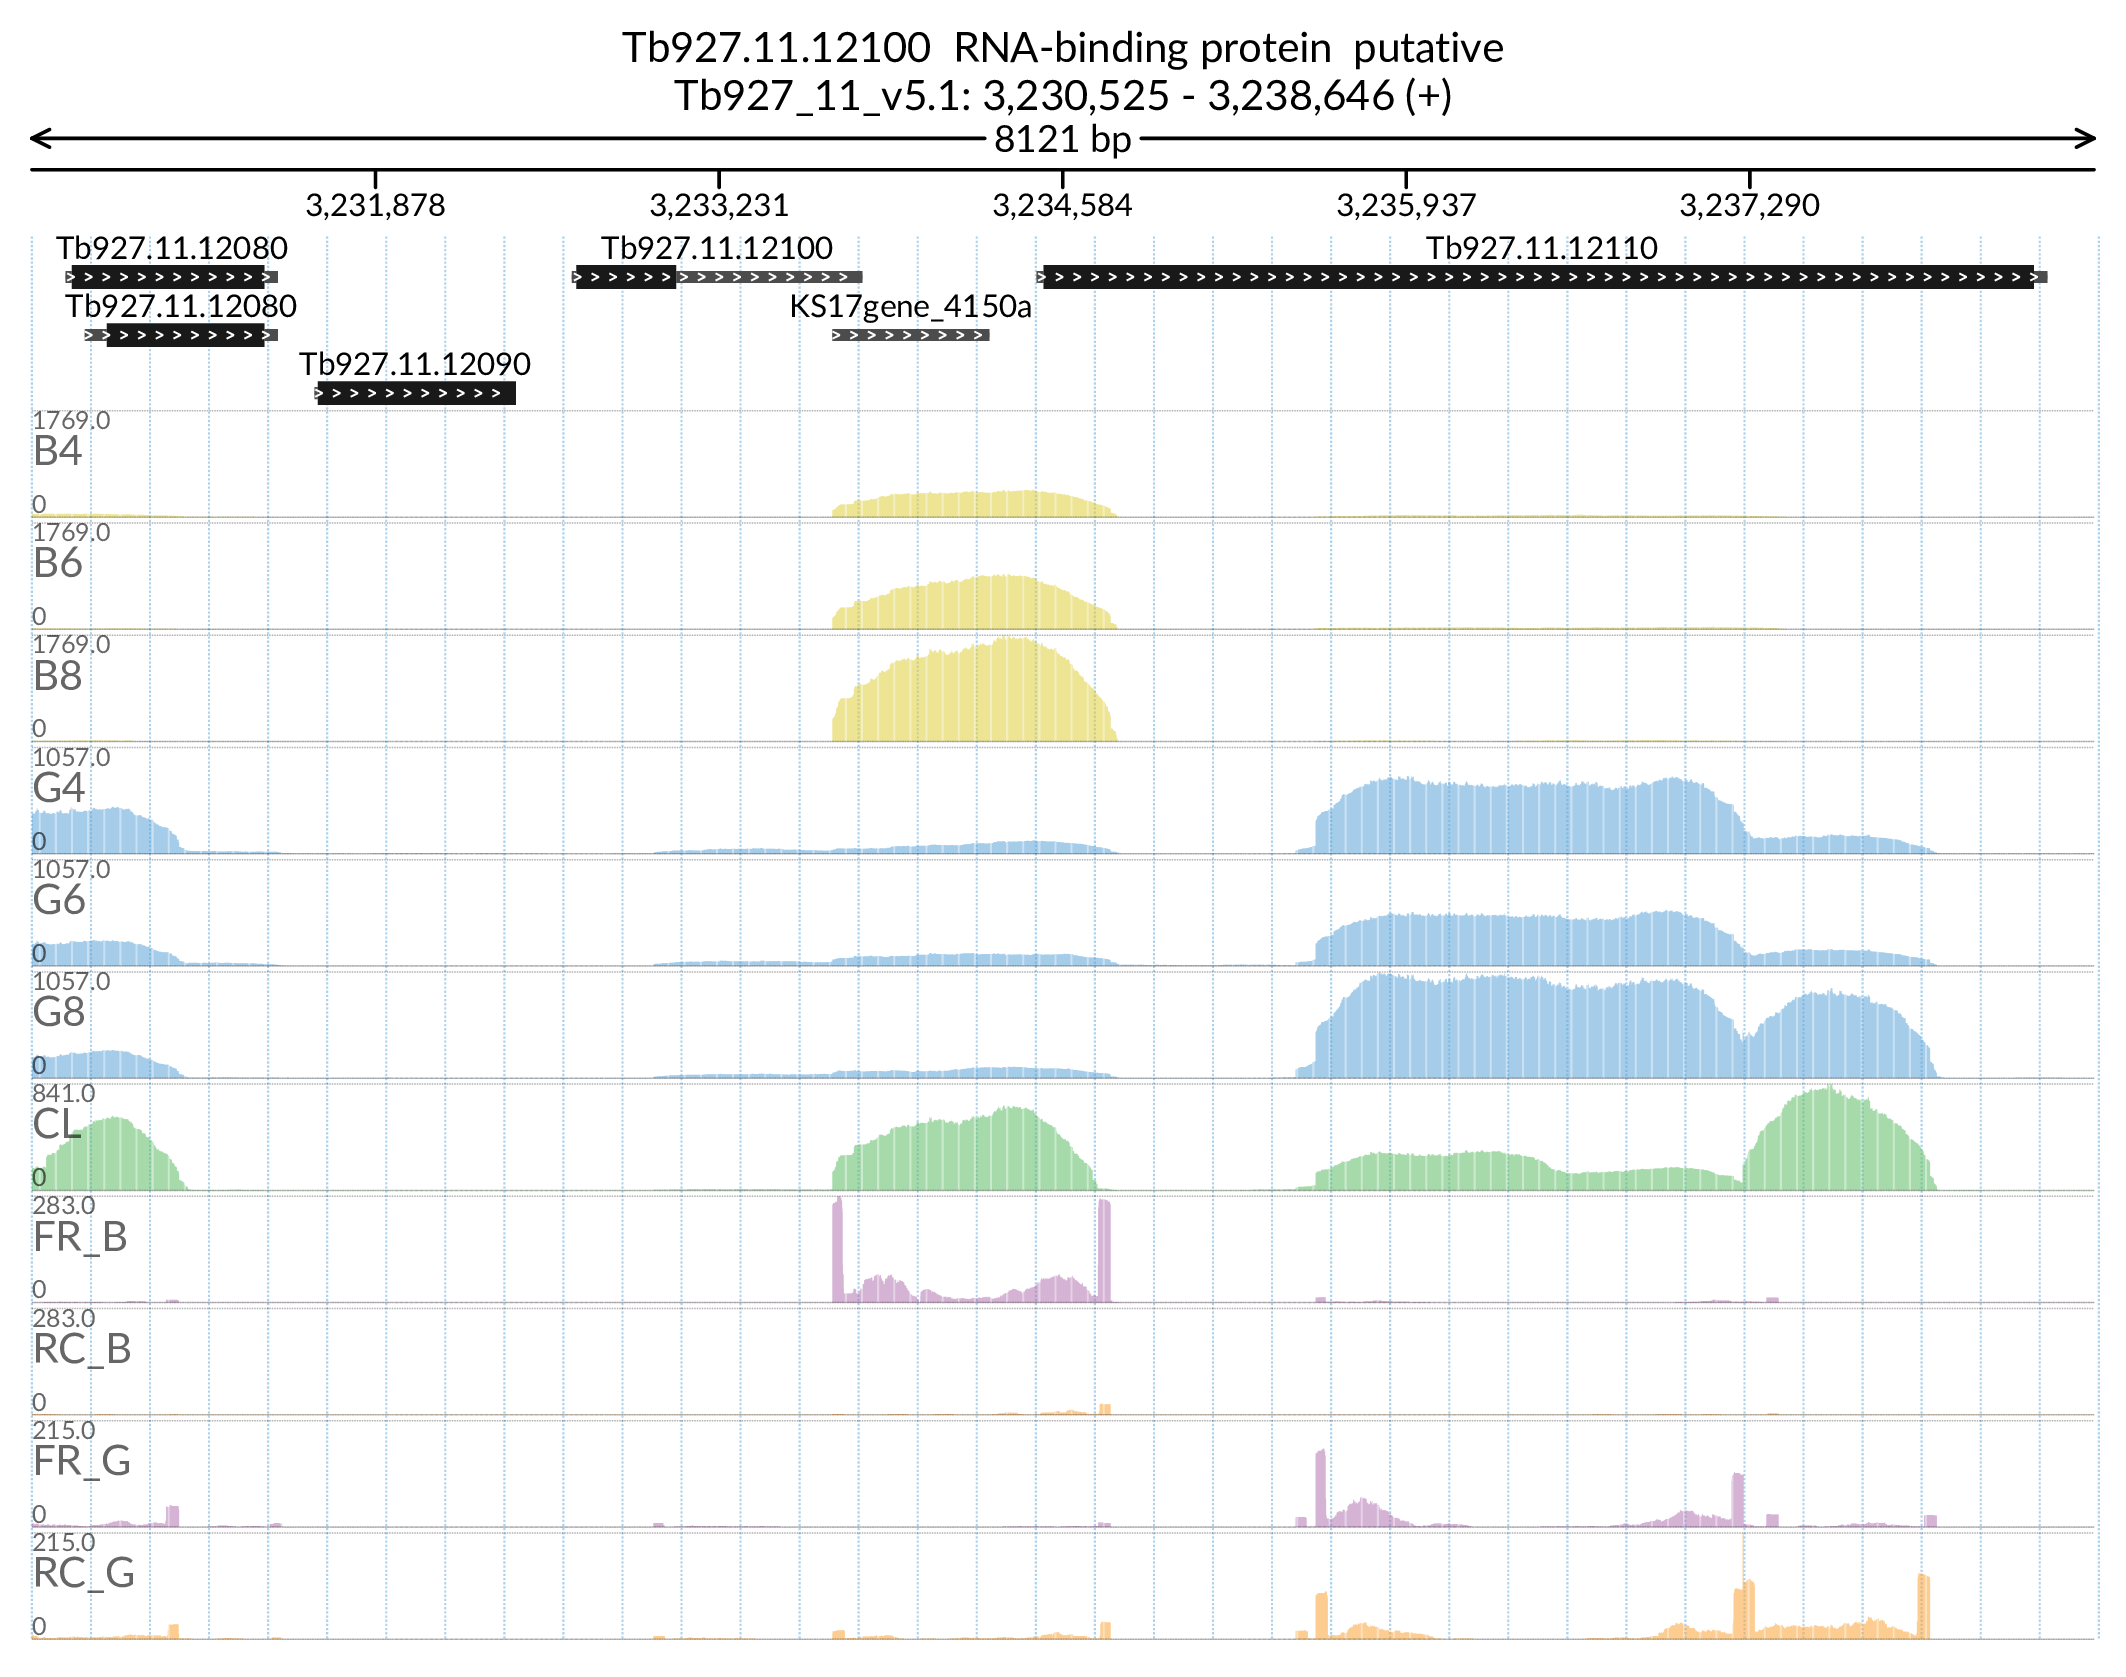 Tb927.11.12100  RNA-binding protein  putative
Tb927_11_v5.1: 3,230,525 - 3,238,646 (+)
8121 bp
3,231,878 3,233,231 3,234,584 3,235,937 3,237,290
Tb927.11.12080 Tb927.11.12100 Tb927.11.12110
Tb927.11.12080 KS17gene_4150a
Tb927.11.12090
1769.0
B4
0
1769.0
B6
0
1769.0
B8
0
1057.0
G4
0
1057.0
G6
0
1057.0
G8
0
841.0
CL
0
283.0
FR_B
0
283.0
RC_B
0
215.0
FR_G
0
215.0
RC_G
0